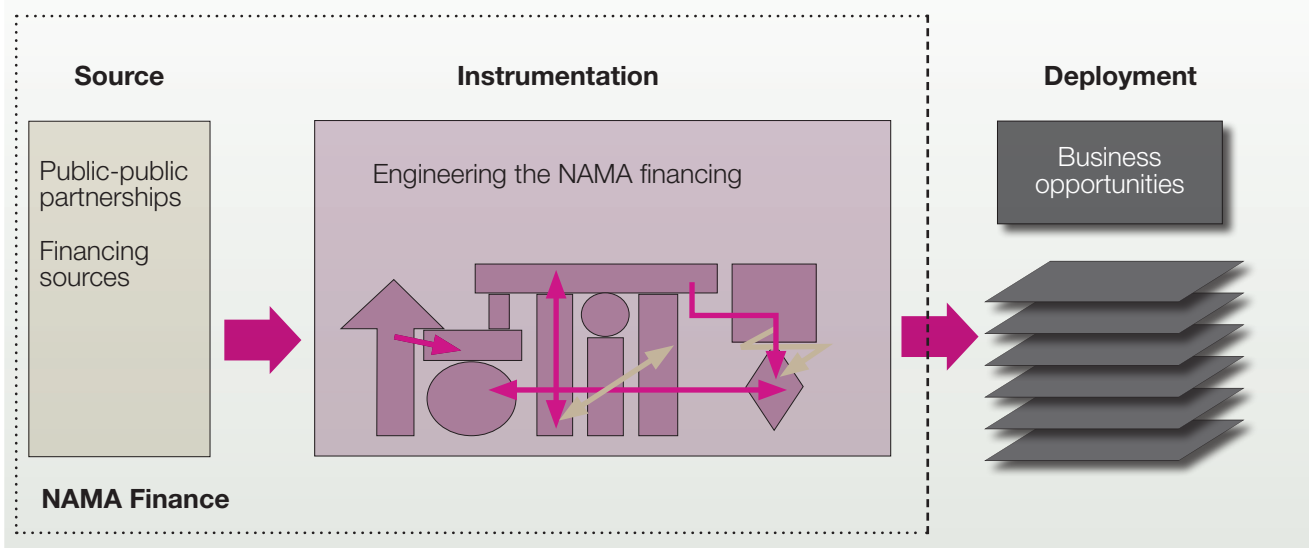 Source
Instrumentation
Deployment
Public-public
partnerships
Financing
sources
Engineering the NAMA financing
Business
opportunities
NAMA Finance